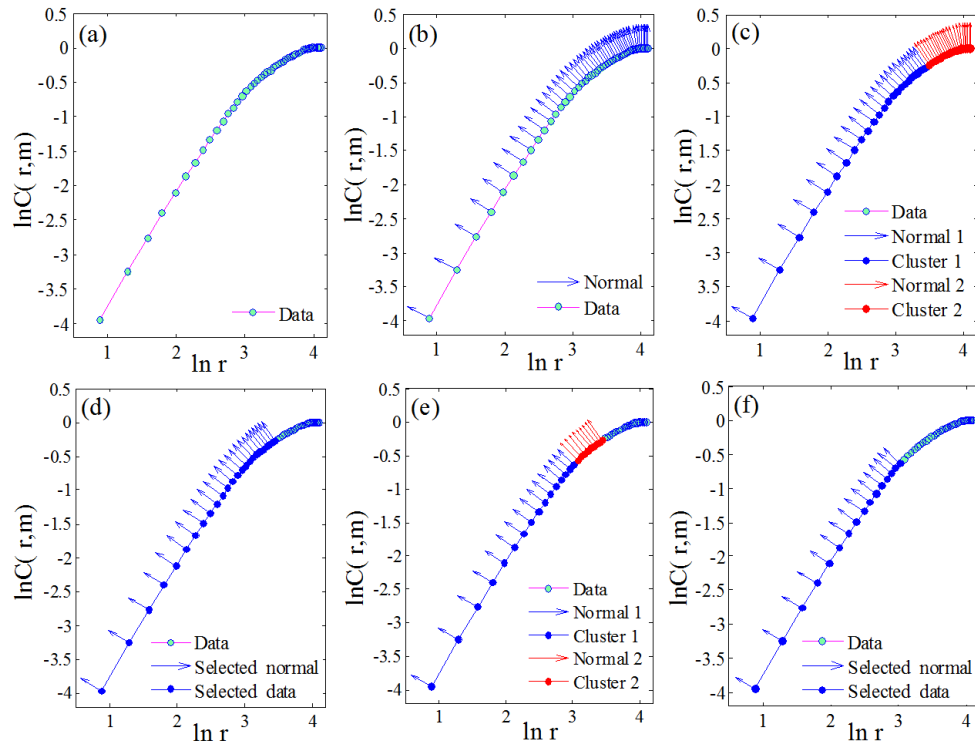 (a)
0.5
0
-0.5
-1
-1.5
-2
-2.5
-3
-3.5
-4
lnC( r,m)
Data
1 2 3 4
ln r
(b)
0.5
0
-0.5
-1
-1.5
-2
-2.5
-3
3.5
-4
lnC( r,m)
Normal
Data
1 2 3 4
ln r
(c)
0.5
0
-0.5
-1
-1.5
-2
-2.5
-3
3.5
-4
lnC( r,m)
Data
Normal 1
Cluster 1
Normal 2
Cluster 2
1 2 3 4
ln r
(d)
0.5
0
-0.5
-1
-1.5
-2
-2.5
-3
-3.5
-4
lnC( r,m)
Data
Selected normal
Selected data
1 2 3 4
ln r
(e)
0.5
0
-0.5
-1
-1.5
-2
-2.5
-3
-3.5
-4
lnC( r,m)
Data
Normal 1
Cluster 1
Normal 2
Cluster 2
1 2 3 4
ln r
(f)
0.5
0
-0.5
-1
-1.5
-2
-2.5
-3
-3.5
-4
lnC( r,m)
Data
Selected normal
Selected data
1 2 3 4
ln r